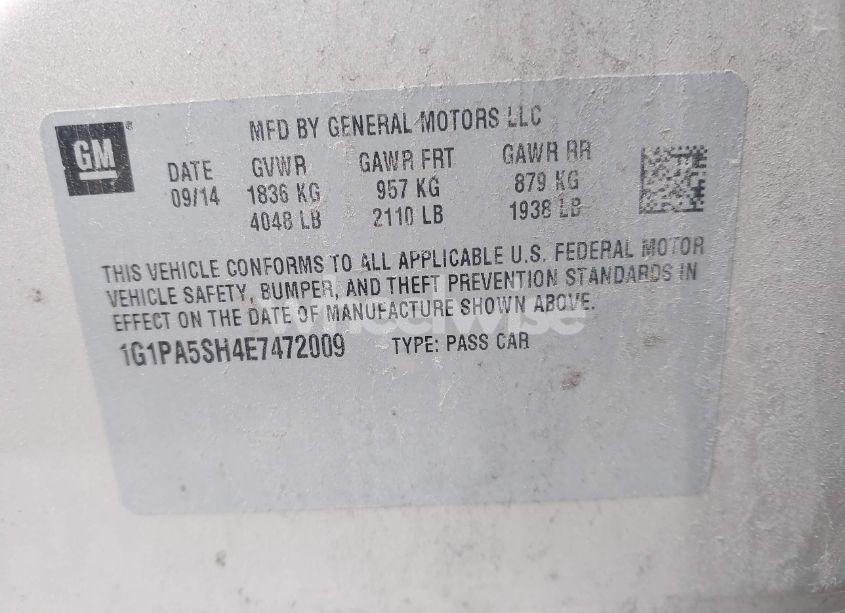 GM
MFD BY GENERAL MOTORS LLC
DATE GVWR GAWR FRT GAWR RR
09/14 1836 KG 957 KG 879 KG
4048 LB 2110 LB 1938 LB
THIS VEHICLE CONFORMS TO ALL APPLICABLE U.S. FEDERAL MOTOR
VEHICLE SAFETY, BUMPER, AND THEFT PREVENTION STANDARDS IN
EFFECT ON THE DATE OF MANUFACTURE SHOWN ABOVE.
Wheelwise
1G1PA5SH4E7472009 TYPE: PASS CAR